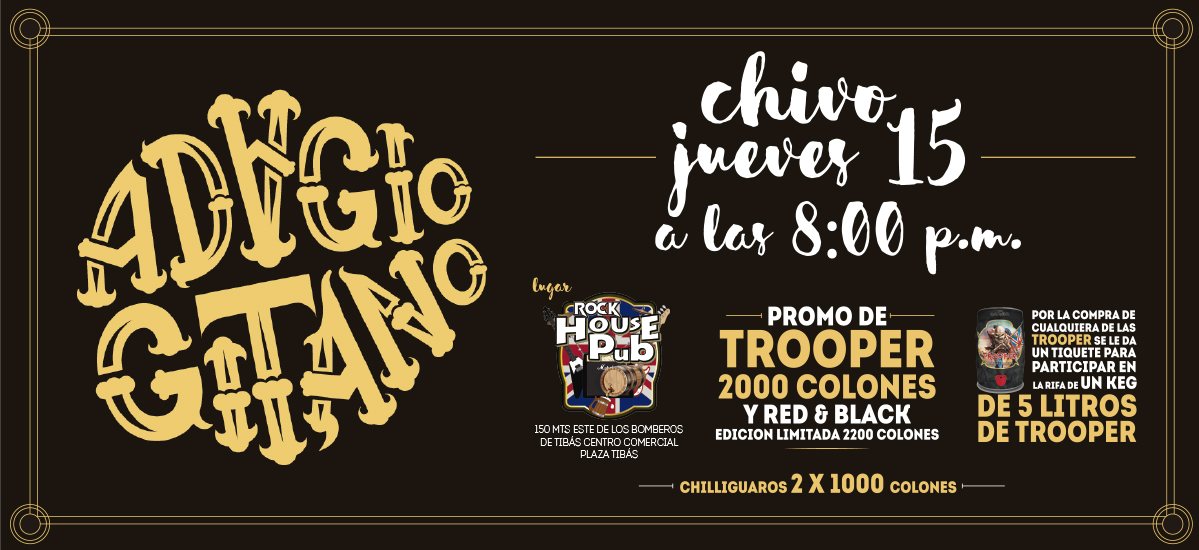 ADAGIO
GITANO
chivo
jueves 15
a las 8:00 p.m.
lugar
ROCK
HOUSE
Pub
150 MTS ESTE DE LOS BOMBEROS
DE TIBÁS CENTRO COMERCIAL
PLAZA TIBÁS
PROMO DE
TROOPER
2000 COLONES
Y RED & BLACK
EDICION LIMITADA 2200 COLONES
TROOPER
POR LA COMPRA DE
CUALQUIERA DE LAS
TROOPER SE LE DA
UN TIQUETE PARA
PARTICIPAR EN
LA RIFA DE UN KEG
DE 5 LITROS
DE TROOPER
CHILLIGUAROS 2 X 1000 COLONES